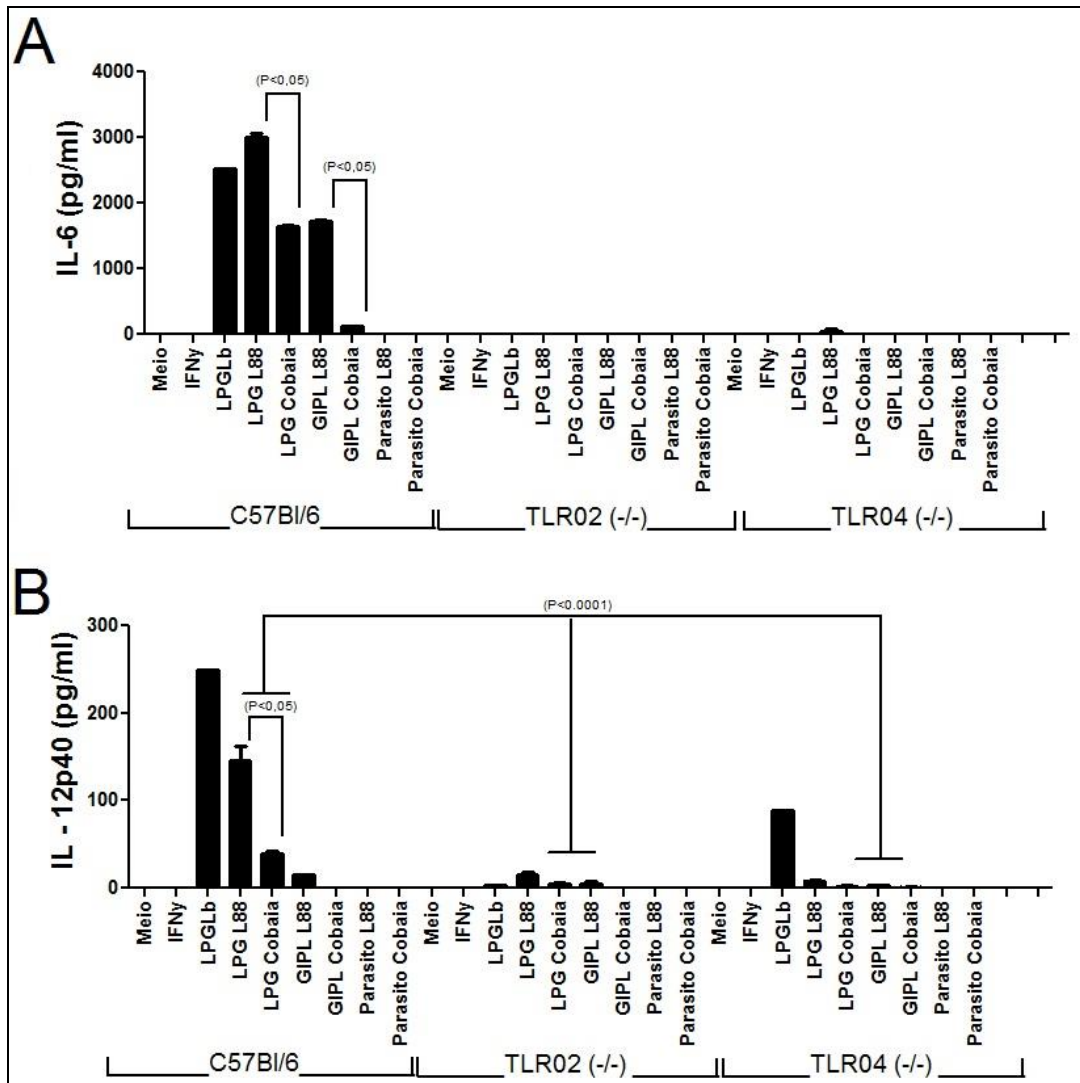 A
IL-6 (pg/ml)
4000
3000
2000
1000
0
(P<0,05)
(P<0,05)
Meio
IFNy
LPGLb
LPG L88
LPG Cobaia
GIPL L88
GIPL Cobaia
Parasito L88
Parasito Cobaia
Meio
IFNy
LPGLb
LPG L88
LPG Cobaia
GIPL L88
GIPL Cobaia
Parasito L88
Parasito Cobaia
Meio
IFNy
LPGLb
LPG L88
LPG Cobaia
GIPL L88
GIPL Cobaia
Parasito L88
Parasito Cobaia
C57Bl/6
TLR02 (-/-)
TLR04 (-/-)
B
IL - 12p40 (pg/ml)
300
200
100
0
(P<0.0001)
(P<0,05)
Meio
IFNy
LPGLb
LPG L88
LPG Cobaia
GIPL L88
GIPL Cobaia
Parasito L88
Parasito Cobaia
Meio
IFNy
LPGLb
LPG L88
LPG Cobaia
GIPL L88
GIPL Cobaia
Parasito L88
Parasito Cobaia
Meio
IFNy
LPGLb
LPG L88
LPG Cobaia
GIPL L88
GIPL Cobaia
Parasito L88
Parasito Cobaia
C57Bl/6
TLR02 (-/-)
TLR04 (-/-)